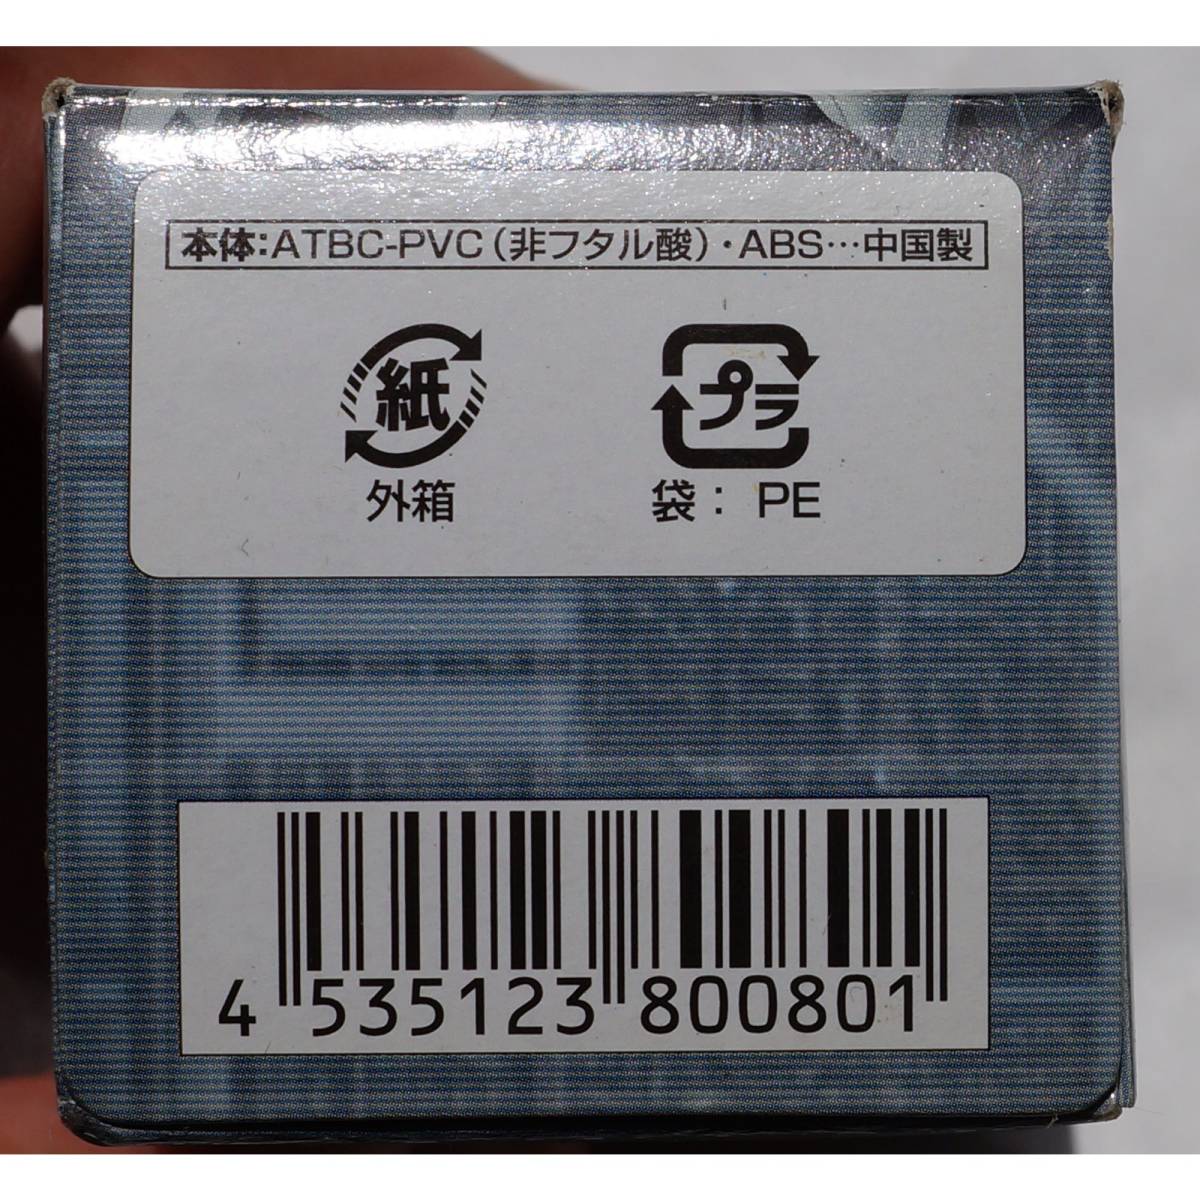 本体:ATBC-PVC(非フタル酸)・ABS…中国製
紙 プラ
外箱 袋: PE
4 535123 800801